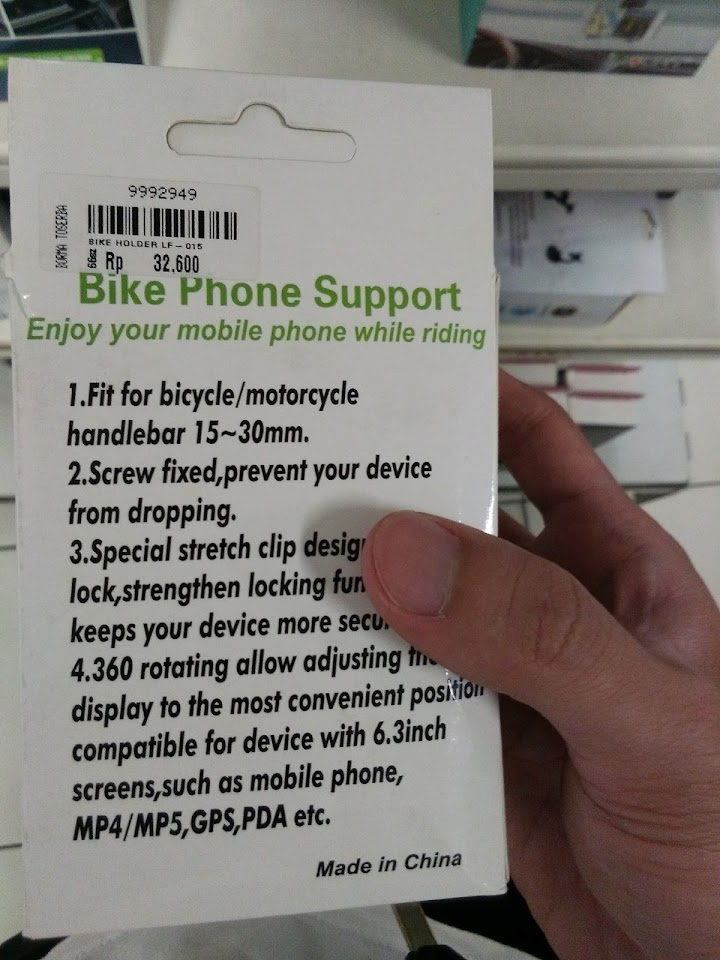 9992949
BORMA TOSERBA
BIKE HOLDER LF-015
Rp 32,600
Bike Phone Support
Enjoy your mobile phone while riding
1.Fit for bicycle/motorcycle
handlebar 15~30mm.
2.Screw fixed,prevent your device
from dropping.
3.Special stretch clip
lock,strengthen locking
keeps your device more
4.360 rotating allow adjusting
display to the most convenient position
compatible for device with 6.3inch
screens,such as mobile phone,
MP4/MP5,GPS,PDA etc.
Made in China